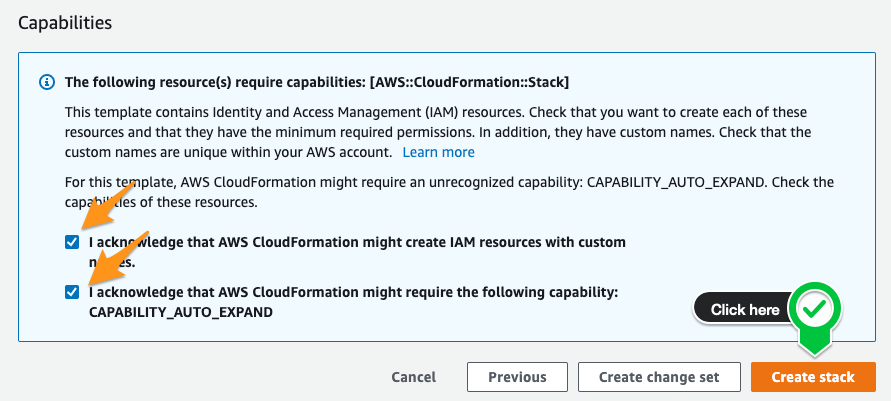 Capabilities
The following resource(s) require capabilities: [AWS::CloudFormation::Stack]
This template contains Identity and Access Management (IAM) resources. Check that you want to create each of these
resources and that they have the minimum required permissions. In addition, they have custom names. Check that the
custom names are unique within your AWS account. Learn more
For this template, AWS CloudFormation might require an unrecognized capability: CAPABILITY_AUTO_EXPAND. Check the
capabilities of these resources.
I acknowledge that AWS CloudFormation might create IAM resources with custom
names.
I acknowledge that AWS CloudFormation might require the following capability:
CAPABILITY_AUTO_EXPAND
Click here
Cancel
Previous
Create change set
Create stack